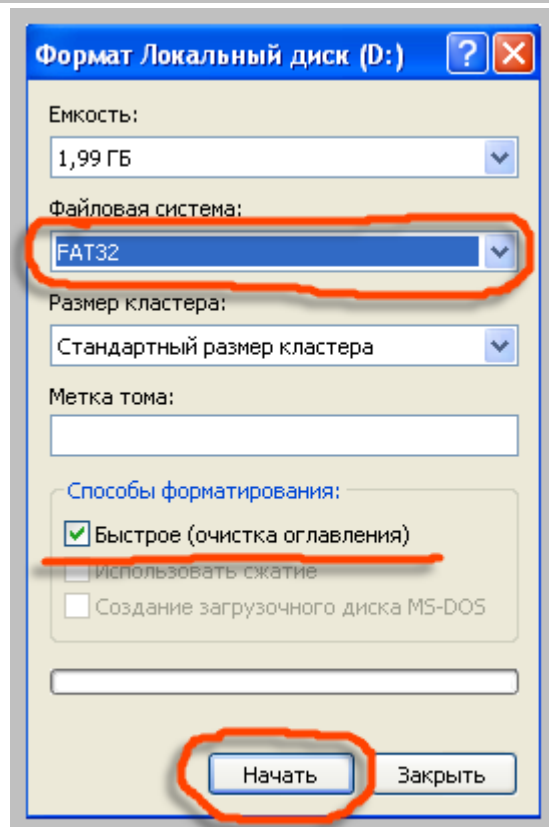 Формат Локальный диск (D:)
Емкость:
1,99 ГБ
Файловая система:
FAT32
Размер кластера:
Стандартный размер кластера
Метка тома:
Способы форматирования:
Быстрое (очистка оглавления)
Использовать сжатие
Создание загрузочного диска MS-DOS
Начать
Закрыть